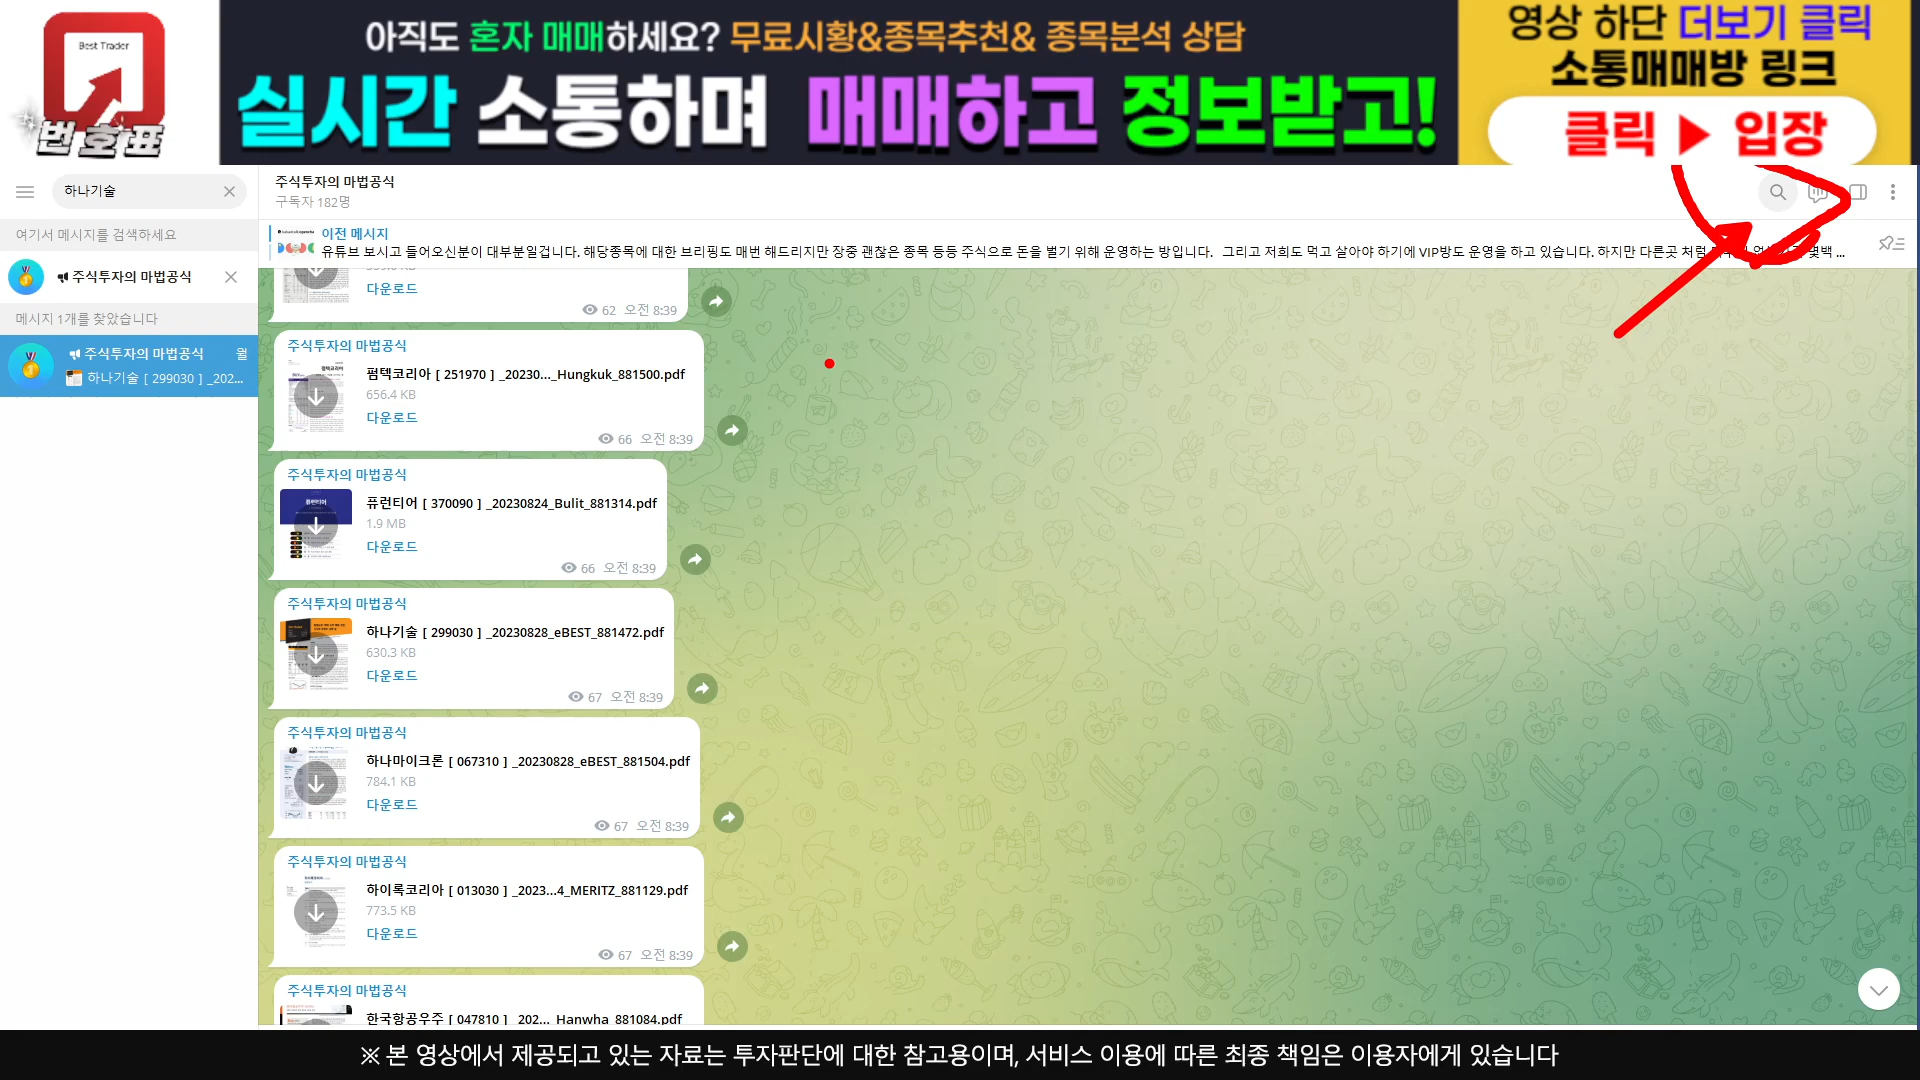 Best Trader
번호표
아직도 혼자 매매하세요? 무료시황&종목추천& 종목분석 상담
실시간 소통하며 매매하고 정보받고!
영상 하단 더보기 클릭
소통매매방 링크
클릭 ▶ 입장
하나기술
여기서 메시지를 검색하세요
주식투자의 마법공식
메시지 1개를 찾았습니다
주식투자의 마법공식 월
하나기술 [ 299030 ] _202...
주식투자의 마법공식
구독자 182명
이전 메시지
유튜브 보시고 들어오신분이 대부분일겁니다. 해당종목에 대한 브리핑도 매번 해드리지만 장중 괜찮은 종목 등등 주식으로 돈을 벌기 위해 운영하는 방입니다. 그리고 저희도 먹고 살아야 하기에 VIP방도 운영을 하고 있습니다. 하지만 다른곳 처럼 몇백 ...
다운로드
62 오전 8:39
주식투자의 마법공식
펌텍코리아 [ 251970 ] _20230..._Hungkuk_881500.pdf
656.4 KB
다운로드
66 오전 8:39
주식투자의 마법공식
퓨런티어 [ 370090 ] _20230824_Bulit_881314.pdf
1.9 MB
다운로드
66 오전 8:39
주식투자의 마법공식
하나기술 [ 299030 ] _20230828_eBEST_881472.pdf
630.3 KB
다운로드
67 오전 8:39
주식투자의 마법공식
하나마이크론 [ 067310 ] _20230828_eBEST_881504.pdf
784.1 KB
다운로드
67 오전 8:39
주식투자의 마법공식
하이록코리아 [ 013030 ] _2023...4_MERITZ_881129.pdf
773.5 KB
다운로드
67 오전 8:39
주식투자의 마법공식
한국항공우주 [ 047810 ] _202..._Hanwha_881084.pdf
※ 본 영상에서 제공되고 있는 자료는 투자판단에 대한 참고용이며, 서비스 이용에 따른 최종 책임은 이용자에게 있습니다